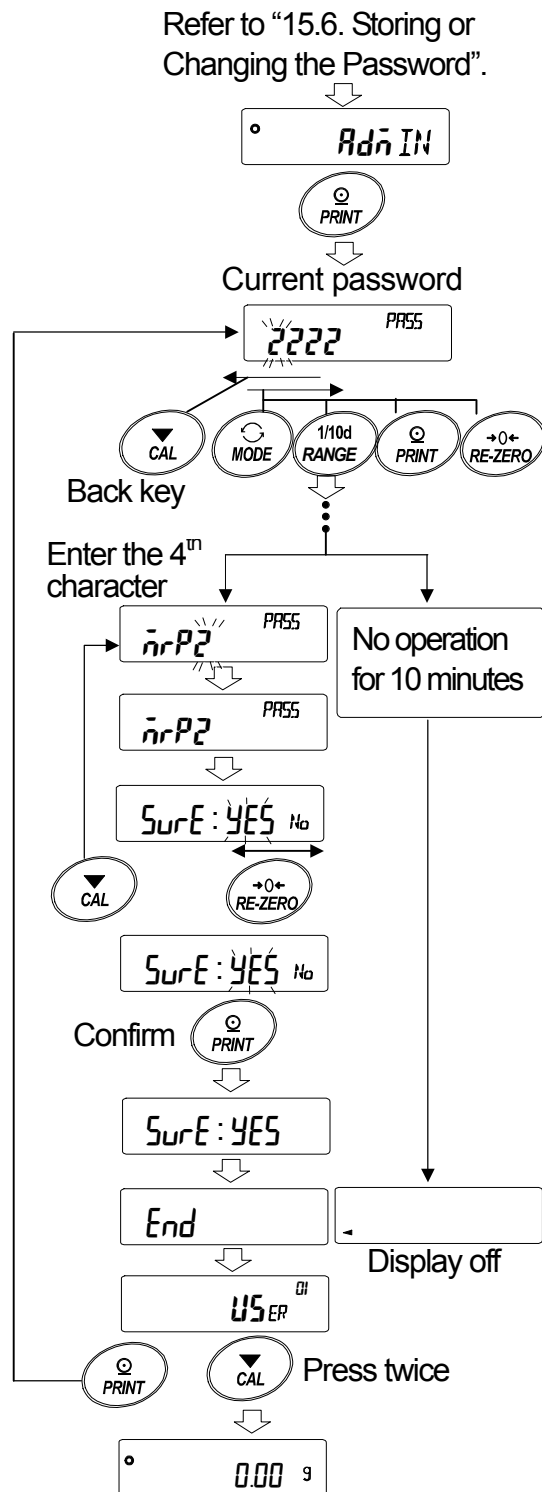 Refer to “15.6. Storing or
Changing the Password”.
Admin
PRINT
Current password
2222 PASS
CAL
MODE
1/10d
RANGE
PRINT
→0←
RE-ZERO
Back key
Enter the 4th
character
mrP2 PASS
No operation
for 10 minutes
mrP2 PASS
SurE:YES No
CAL
→0←
RE-ZERO
SurE:YES No
Confirm
PRINT
SurE:YES
End
Display off
USER 01
PRINT
CAL
Press twice
0.00 g